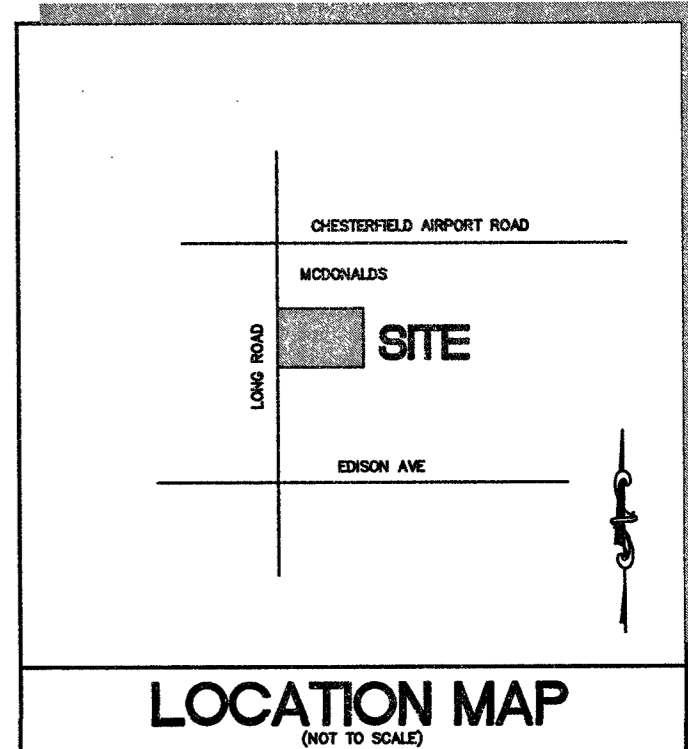 CHESTERFIELD AIRPORT ROAD
MCDONALDS
LONG ROAD
SITE
EDISON AVE
LOCATION MAP
(NOT TO SCALE)